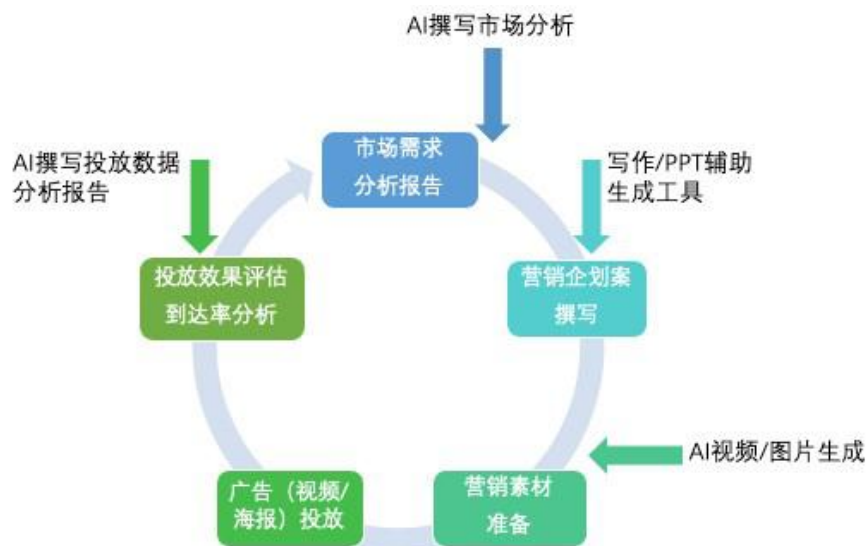 AI撰写市场分析
市场需求
分析报告
AI撰写投放数据
分析报告
写作/PPT辅助
生成工具
投放效果评估
到达率分析
营销企划案
撰写
AI视频/图片生成
广告（视频/
海报）投放
营销素材
准备